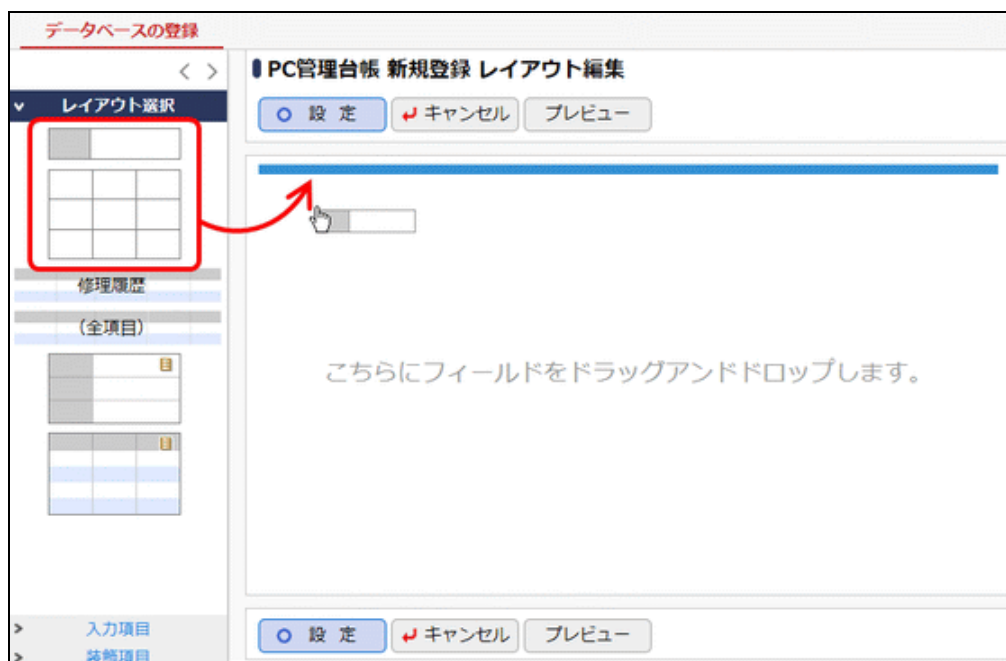 データベースの登録
レイアウト選択
修理履歴
(全項目)
入力項目
装飾項目
PC管理台帳 新規登録 レイアウト編集
設 定
キャンセル
プレビュー
こちらにフィールドをドラッグアンドドロップします。
設 定
キャンセル
プレビュー